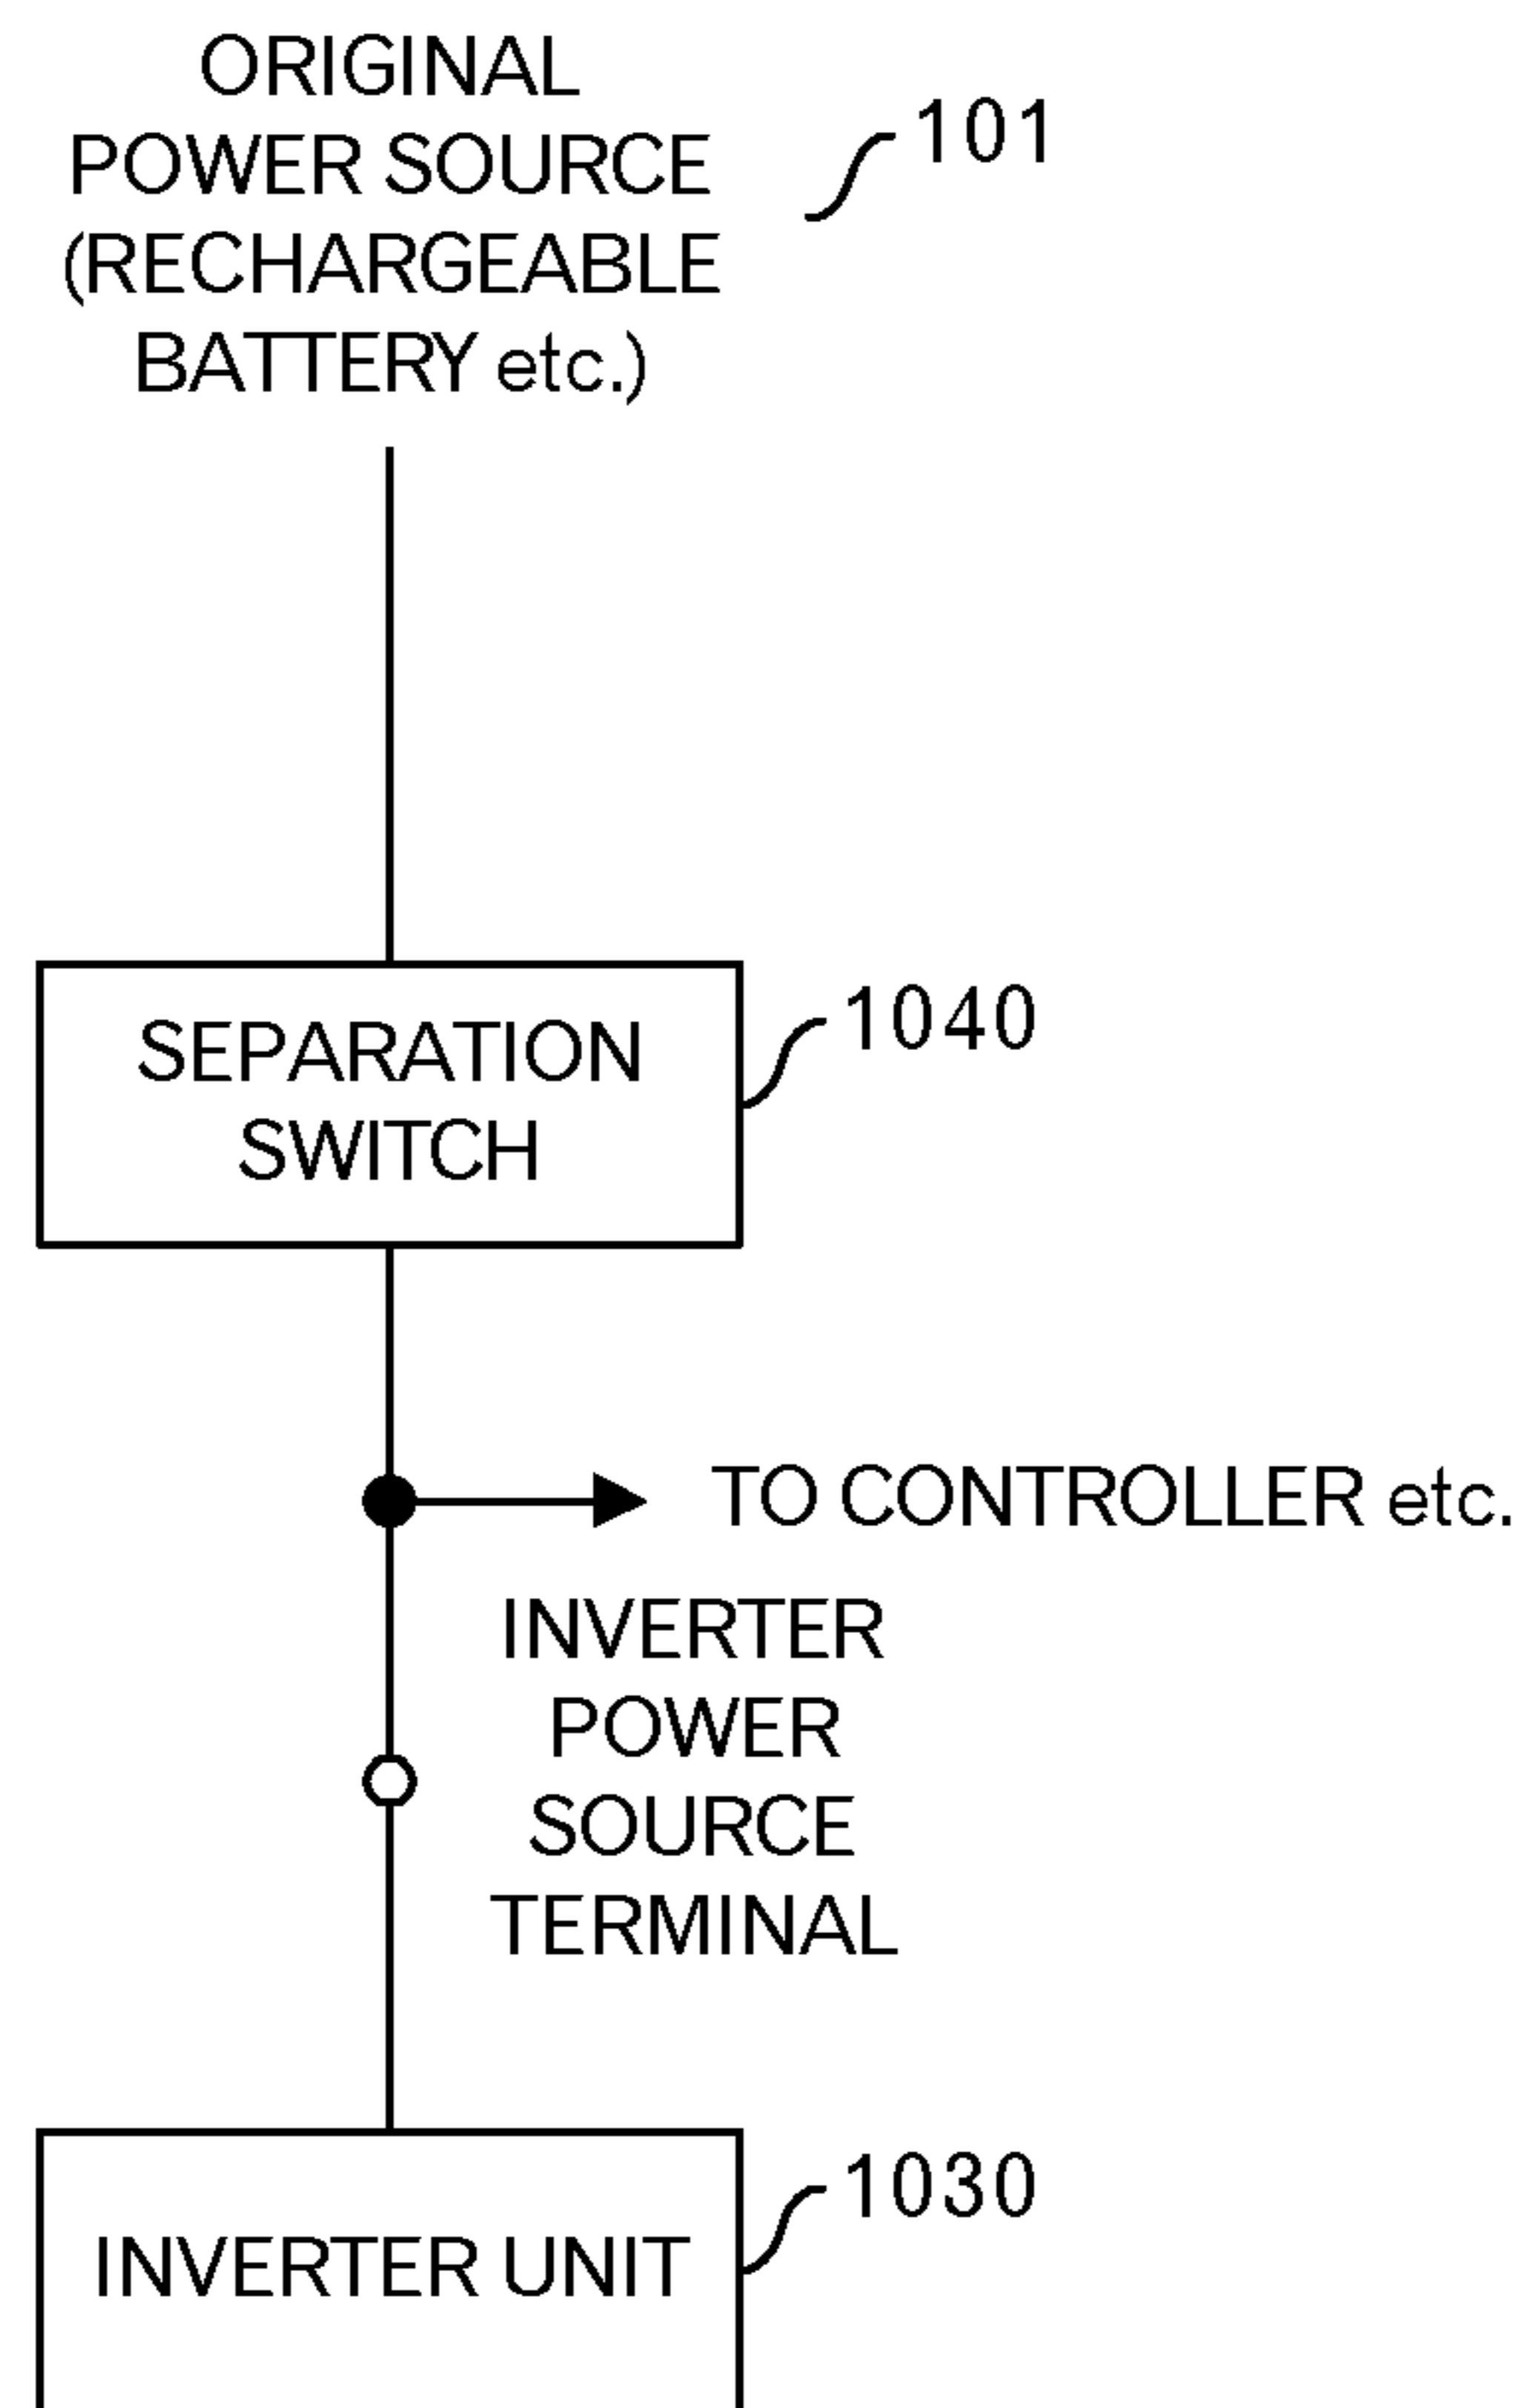 ORIGINAL
POWER SOURCE
(RECHARGEABLE
BATTERY etc.)
101
SEPARATION
SWITCH
1040
TO CONTROLLER etc.
INVERTER
POWER
SOURCE
TERMINAL
INVERTER UNIT
1030